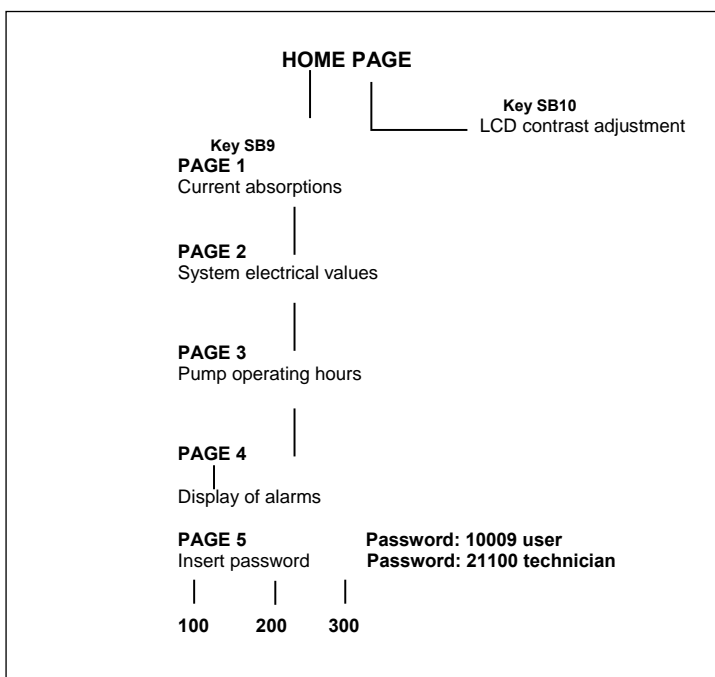 HOME PAGE
Key SB10
LCD contrast adjustment
Key SB9
PAGE 1
Current absorptions
PAGE 2
System electrical values
PAGE 3
Pump operating hours
PAGE 4
Display of alarms
PAGE 5 Password: 10009 user
Insert password Password: 21100 technician
100 200 300